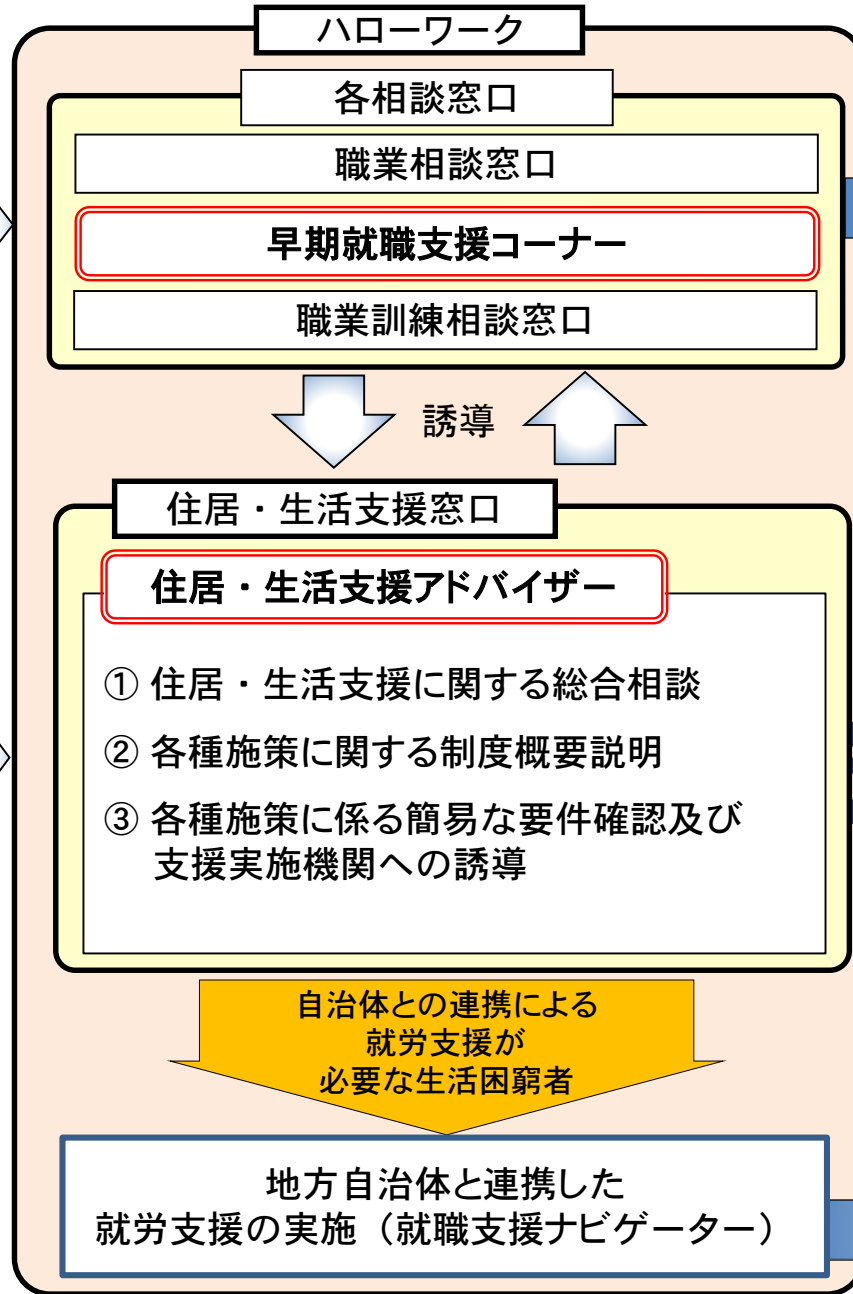 ハローワーク
各相談窓口
職業相談窓口
早期就職支援コーナー
職業訓練相談窓口
誘導
住居・生活支援窓口
住居・生活支援アドバイザー
① 住居・生活支援に関する総合相談
② 各種施策に関する制度概要説明
③ 各種施策に係る簡易な要件確認及び
支援実施機関への誘導
自治体との連携による
就労支援が
必要な生活困窮者
地方自治体と連携した
就労支援の実施（就職支援ナビゲーター）